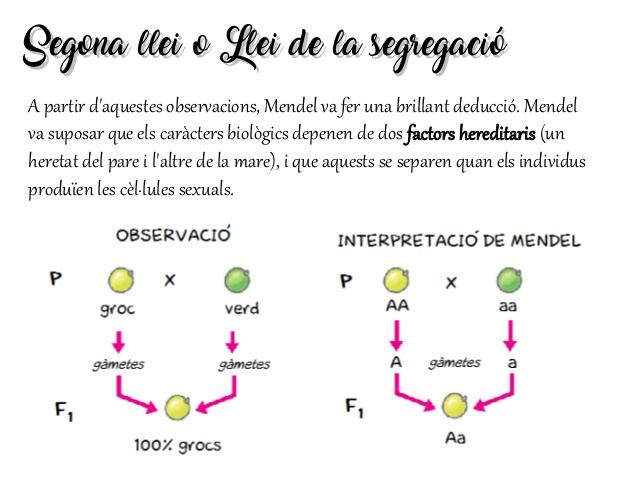 Segona llei o Llei de la segregació
A partir d'aquestes observacions, Mendel va fer una brillant deducció. Mendel
va suposar que els caràcters biològics depenen de dos factors hereditaris (un
heretat del pare i l'altre de la mare), i que aquests se separen quan els individus
produïen les cèl·lules sexuals.
OBSERVACIÓ
P x
groc verd
gàmetes gàmetes
F1
100% grocs
INTERPRETACIÓ DE MENDEL
P x
AA aa
A gàmetes a
F1
Aa